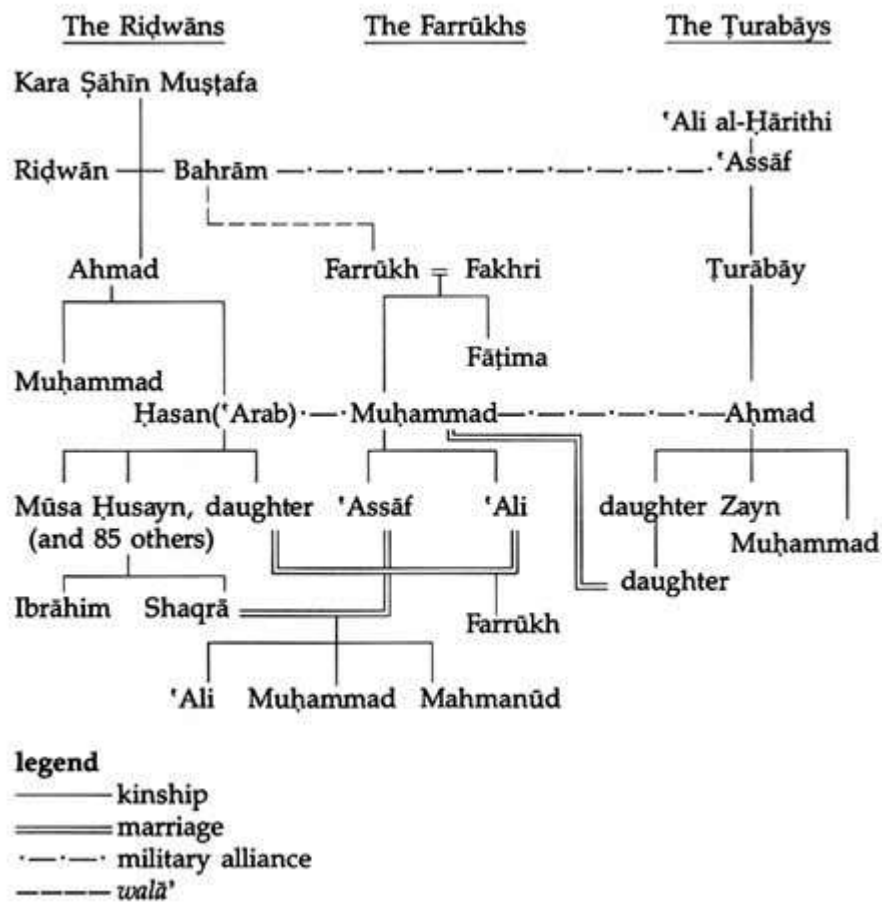 The Riḍwāns The Farrūkhs The Ṭurabāys
Kara Ṣāhīn Muṣṭafa
ʿAli al-Ḥārithi
Riḍwān Bahrām ʿAssāf
Ahmad Farrūkh = Fakhri Ṭurābāy
Fāṭima
Muḥammad
Ḥasan(ʿArab) Muḥammad Aḥmad
Mūsa Ḥusayn, daughter ʿAssāf ʿAli daughter Zayn
(and 85 others) Muḥammad
daughter
Ibrāhim Shaqrā Farrūkh
ʿAli Muḥammad Mahmanūd
legend
kinship
marriage
military alliance
walāʾ